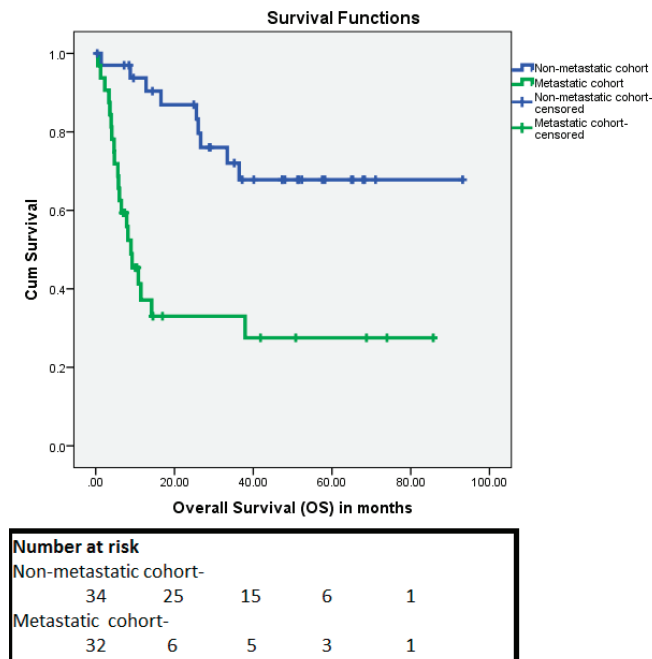 Survival Functions
1.0
0.8
0.6
0.4
0.2
0.0
Cum Survival
.00 20.00 40.00 60.00 80.00 100.00
Overall Survival (OS) in months
Non-metastatic cohort
Metastatic cohort
Non-metastatic cohort-
censored
Metastatic cohort-
censored
Number at risk
Non-metastatic cohort-
34 25 15 6 1
Metastatic cohort-
32 6 5 3 1